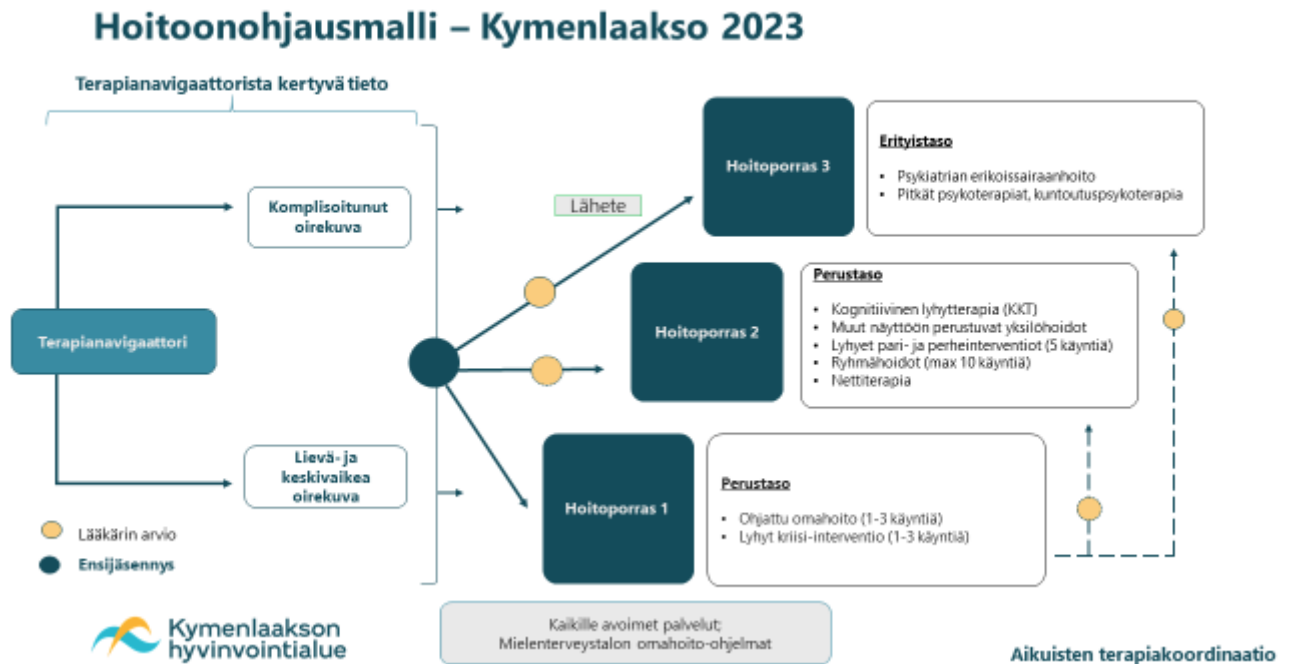 Hoitoonohjausmalli – Kymenlaakso 2023
Terapianavigaattorista kertyvä tieto
Komplisoitunut
oirekuva
Terapianavigaattori
Lievä- ja
keskivaikea
oirekuva
Lääkärin arvio
Ensijäsennys
Lähete
Hoitoporras 3
Erityistaso
• Psykiatrian erikoissairaanhoito
• Pitkät psykoterapiat, kuntoutuspsykoterapia
Hoitoporras 2
Perustaso
• Kognitiivinen lyhytterapia (KKT)
• Muut näyttöön perustuvat yksilöhoidot
• Lyhyet pari- ja perheinterventiot (5 käyntiä)
• Ryhmähoidot (max 10 käyntiä)
• Nettiterapia
Hoitoporras 1
Perustaso
• Ohjattu omahoito (1-3 käyntiä)
• Lyhyt kriisi-interventio (1-3 käyntiä)
Kymenlaakson
hyvinvointialue
Kaikille avoimet palvelut;
Mielenterveystalon omahoito-ohjelmat
Aikuisten terapiakoordinaatio